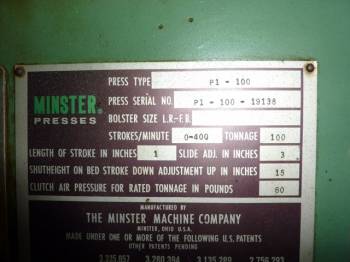 PRESS TYPE P1 - 100
MINSTER®
PRESSES
PRESS SERIAL NO. P1 - 100 - 19138
BOLSTER SIZE L.R.-F.B.
STROKES/MINUTE 0-400 TONNAGE 100
LENGTH OF STROKE IN INCHES 1 SLIDE ADJ. IN INCHES 3
SHUTHEIGHT ON BED STROKE DOWN ADJUSTMENT UP IN INCHES 15
CLUTCH AIR PRESSURE FOR RATED TONNAGE IN POUNDS 60
MANUFACTURED BY
THE MINSTER MACHINE COMPANY
MINSTER, OHIO U.S.A.
MADE UNDER ONE OR MORE OF THE FOLLOWING U.S. PATENTS
OTHER PATENTS PENDING